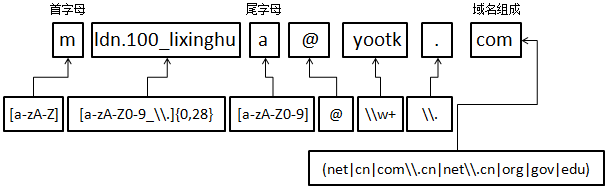 首字母 尾字母 域名组成
m ldn.100_lixinghu a @ yootk . com
[a-zA-Z] [a-zA-Z0-9_\\.]{0,28} [a-zA-Z0-9] @ \\w+ \\.
(net|cn|com\\.cn|net\\.cn|org|gov|edu)